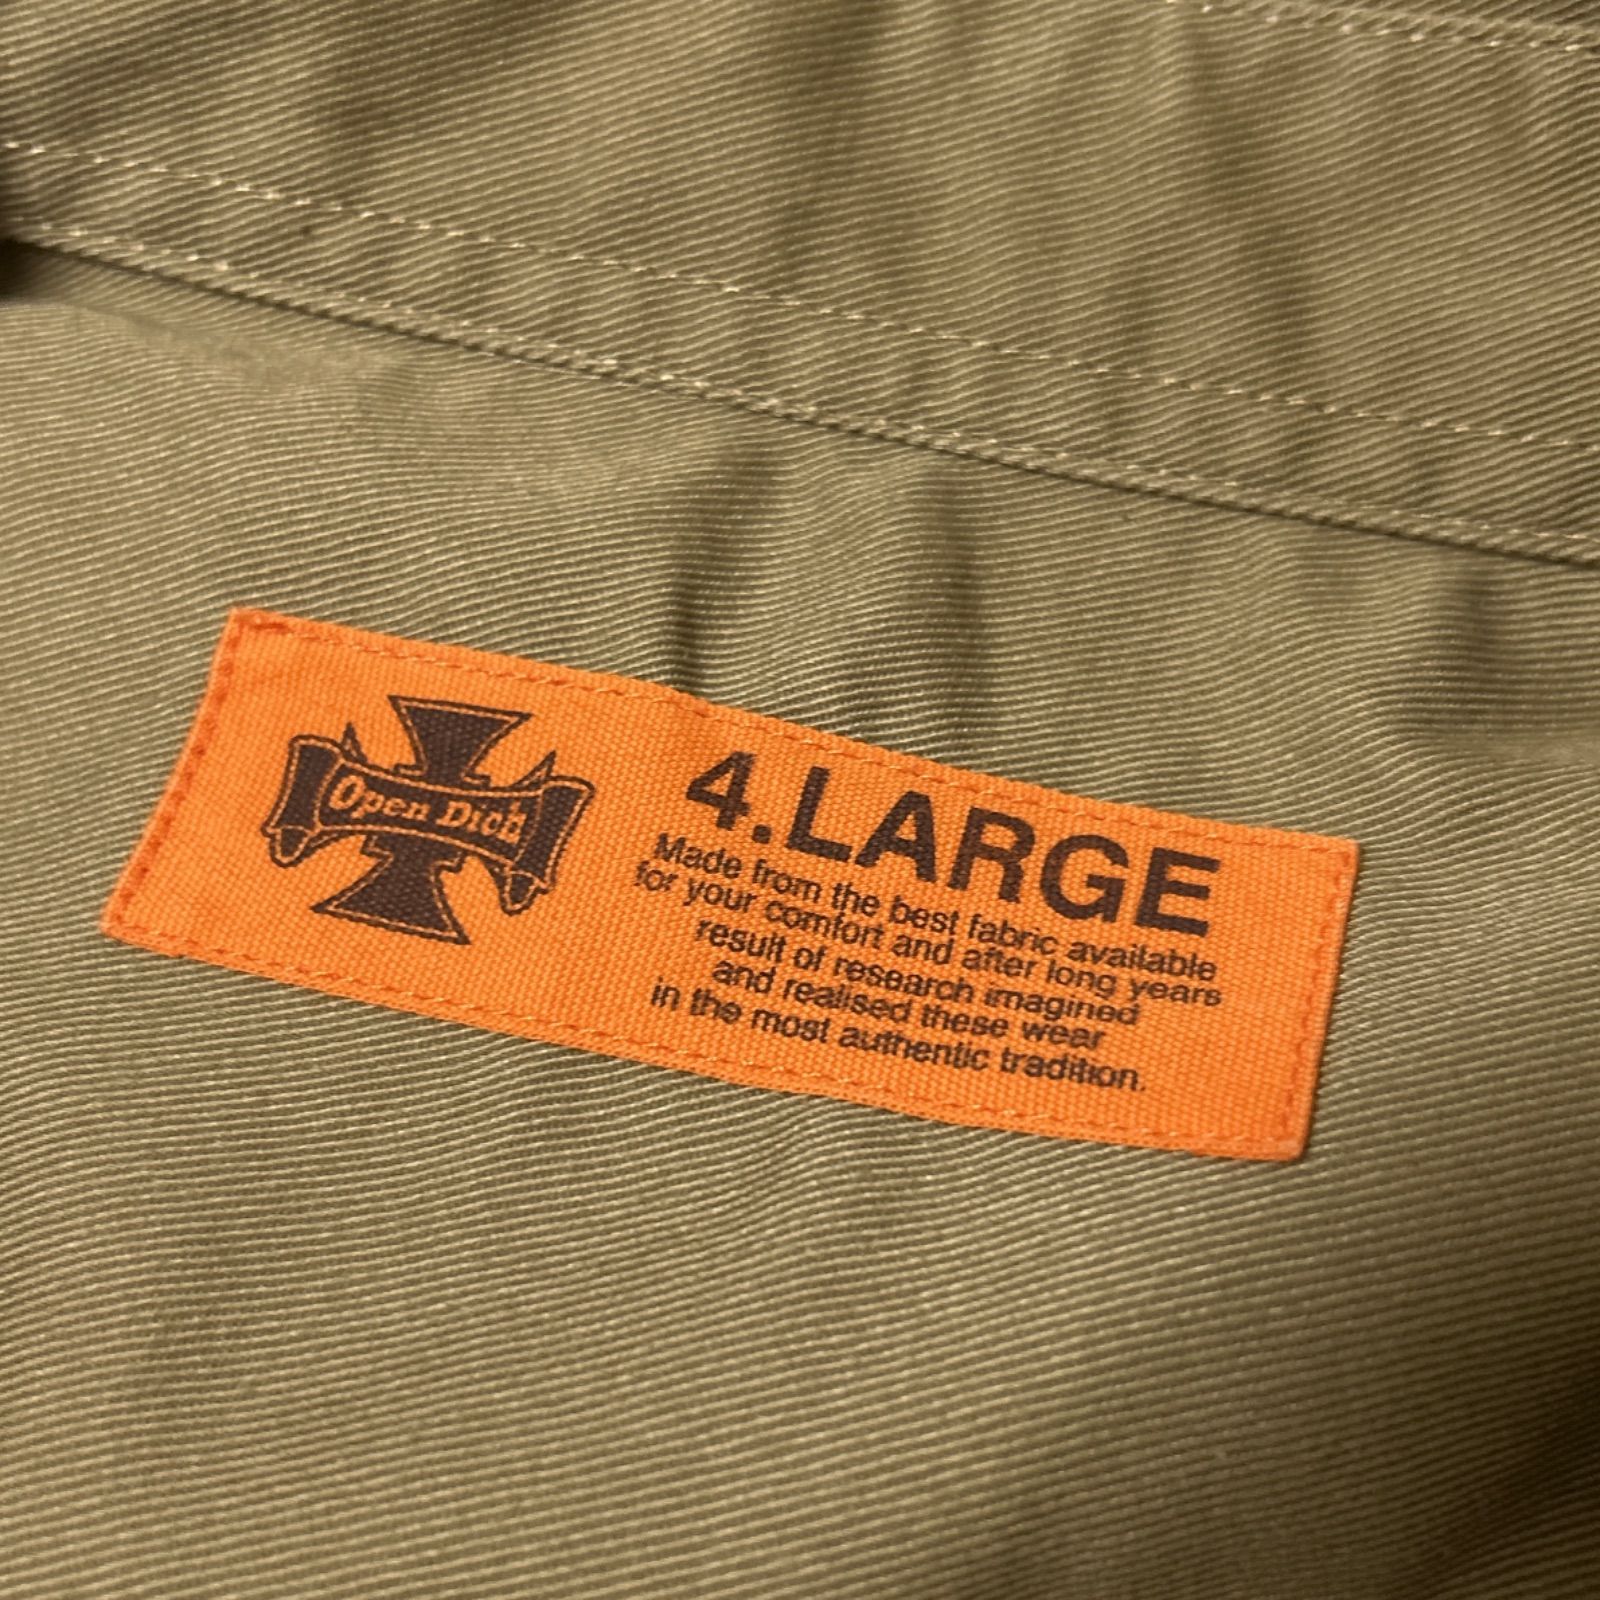 Open Dich
4.LARGE
Made from the best fabric available
for your comfort and after long years
result of research imagined
and realised these wear
in the most authentic tradition.